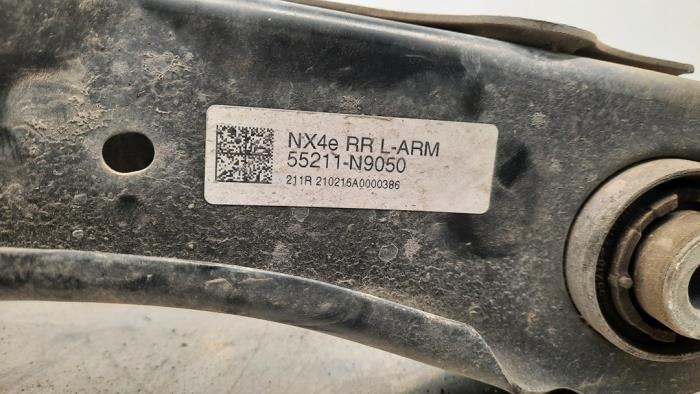 NX4e RR L-ARM
55211-N9050
211R 210216A0000386